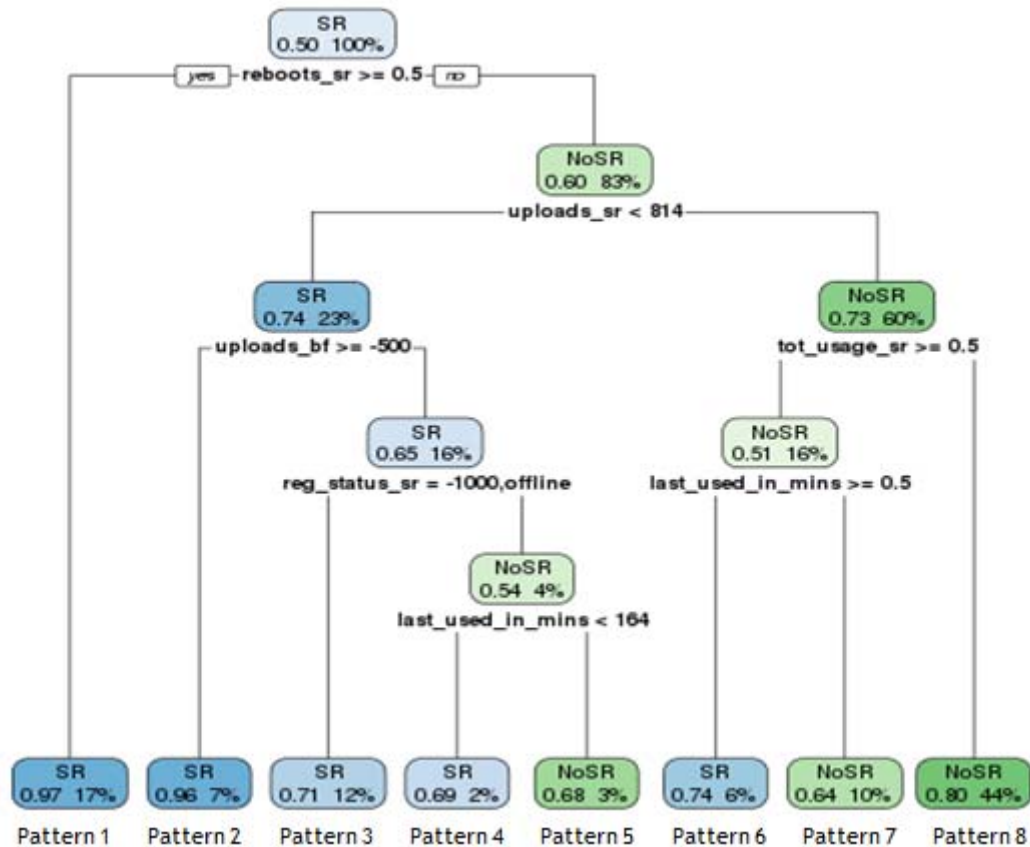 SR
0.50 100%
yes reboots_sr >= 0.5 no
NoSR
0.60 83%
uploads_sr < 814
SR
0.74 23%
NoSR
0.73 60%
uploads_bf >= -500
tot_usage_sr >= 0.5
SR
0.65 16%
NoSR
0.51 16%
reg_status_sr = -1000,offline
last_used_in_mins >= 0.5
NoSR
0.54 4%
last_used_in_mins < 164
SR
0.97 17%
SR
0.96 7%
SR
0.71 12%
SR
0.69 2%
NoSR
0.68 3%
SR
0.74 6%
NoSR
0.64 10%
NoSR
0.80 44%
Pattern 1 Pattern 2 Pattern 3 Pattern 4 Pattern 5 Pattern 6 Pattern 7 Pattern 8